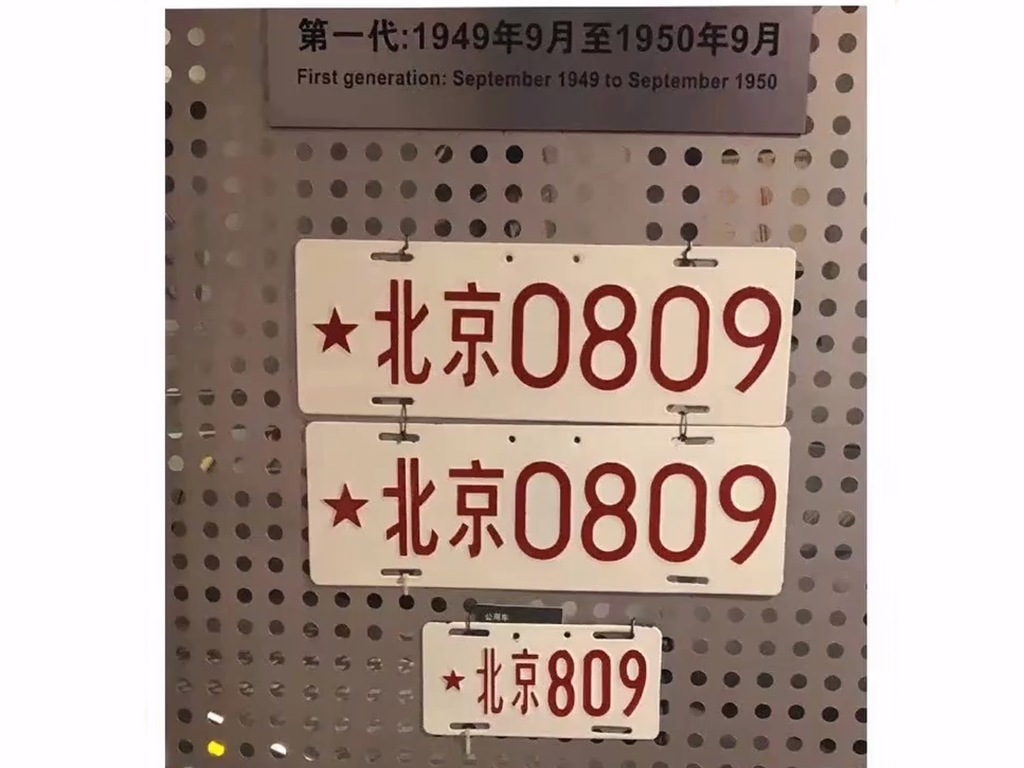 第一代:1949年9月至1950年9月
First generation: September 1949 to September 1950
★北京0809
★北京0809
公用车
★北京809